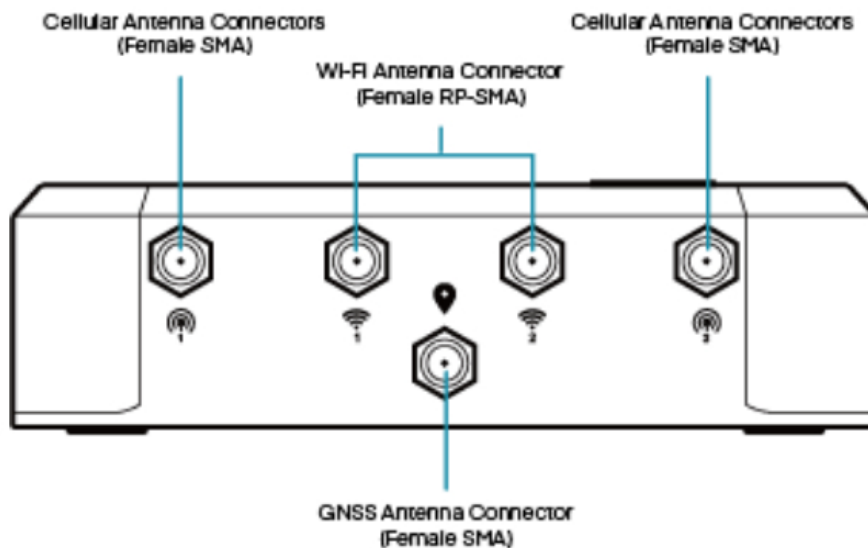 Cellular Antenna Connectors
(Female SMA)
Cellular Antenna Connectors
(Female SMA)
Wi-Fi Antenna Connector
(Female RP-SMA)
1
1
2
2
GNSS Antenna Connector
(Female SMA)